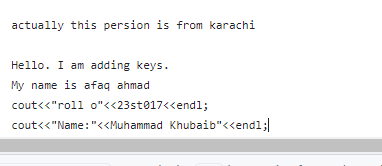 actually this persion is from karachi
Hello. I am adding keys.
My name is afaq ahmad
cout<<"roll o"<<23st017<<endl;
cout<<"Name:"<<Muhammad Khubaib"<<endl;